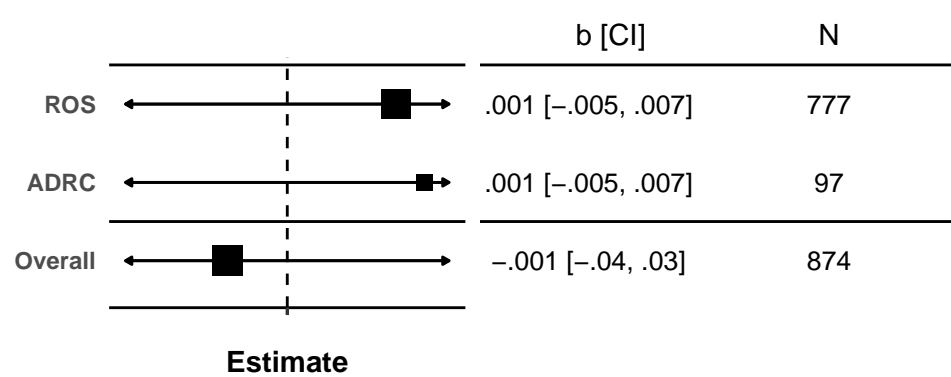 b [CI] N
ROS .001 [−.005, .007] 777
ADRC .001 [−.005, .007] 97
Overall −.001 [−.04, .03] 874
Estimate